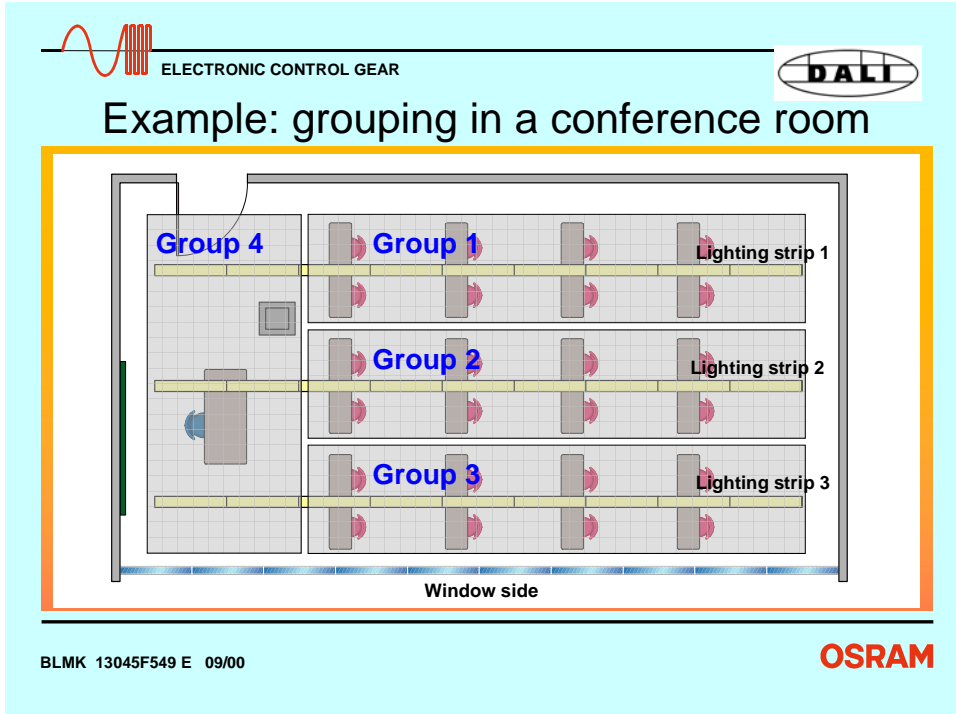 ELECTRONIC CONTROL GEAR
DALI
Example: grouping in a conference room
Group 4
Group 1
Lighting strip 1
Group 2
Lighting strip 2
Group 3
Lighting strip 3
Window side
BLMK 13045F549 E 09/00
OSRAM